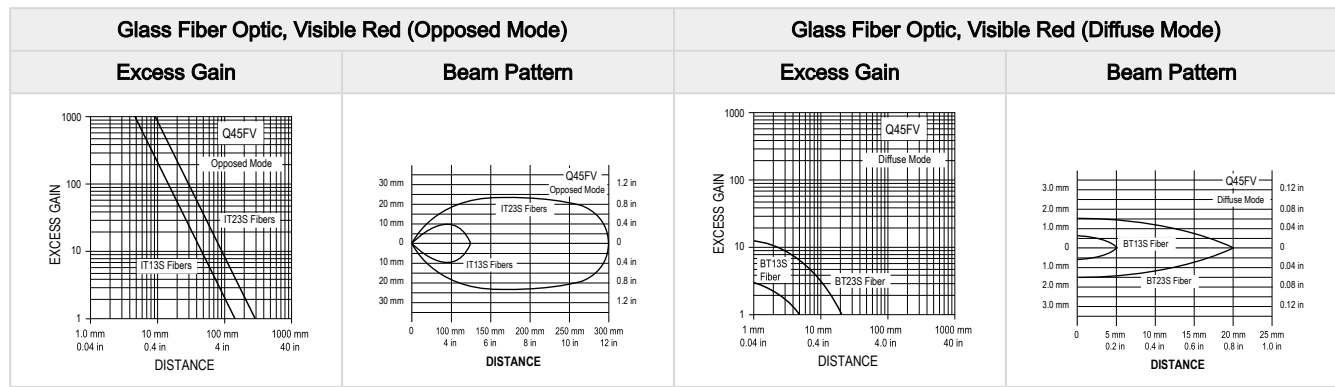 Glass Fiber Optic, Visible Red (Opposed Mode)
Glass Fiber Optic, Visible Red (Diffuse Mode)
Excess Gain
Beam Pattern
Excess Gain
Beam Pattern
1000
100
10
1
EXCESS GAIN
Q45FV
Opposed Mode
IT23S Fibers
IT13S Fibers
1.0 mm 10 mm 100 mm 1000 mm
0.04 in 0.4 in 4 in 40 in
DISTANCE
30 mm
20 mm
10 mm
0
10 mm
20 mm
30 mm
Q45FV
Opposed Mode
IT23S Fibers
IT13S Fibers
1.2 in
0.8 in
0.4 in
0
0.4 in
0.8 in
1.2 in
0 100 mm 150 mm 200 mm 250 mm 300 mm
4 in 6 in 8 in 10 in 12 in
DISTANCE
1000
100
10
1
EXCESS GAIN
Q45FV
Diffuse Mode
BT13S
Fiber
BT23S Fiber
1 mm 10 mm 100 mm 1000 mm
0.04 in 0.4 in 4 in 40 in
DISTANCE
3.0 mm
2.0 mm
1.0 mm
0
1.0 mm
2.0 mm
3.0 mm
Q45FV
Diffuse Mode
BT13S Fiber
BT23S Fiber
0.12 in
0.08 in
0.04 in
0
0.04 in
0.08 in
0.12 in
0 5 mm 10 mm 15 mm 20 mm 25 mm
0.2 in 0.4 in 0.6 in 0.8 in 1.0 in
DISTANCE